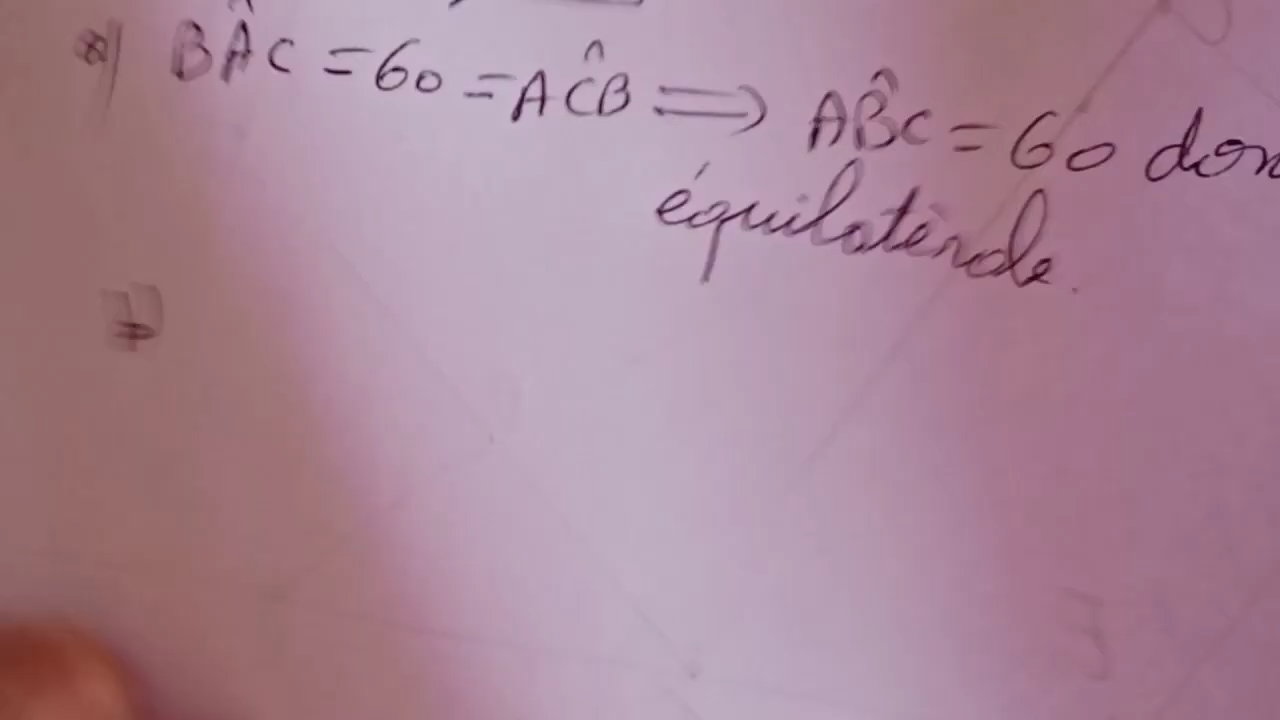 *) BÂC = 60 = AĈB ⟹ AB̂C = 60 don
équilatérale.
⇒